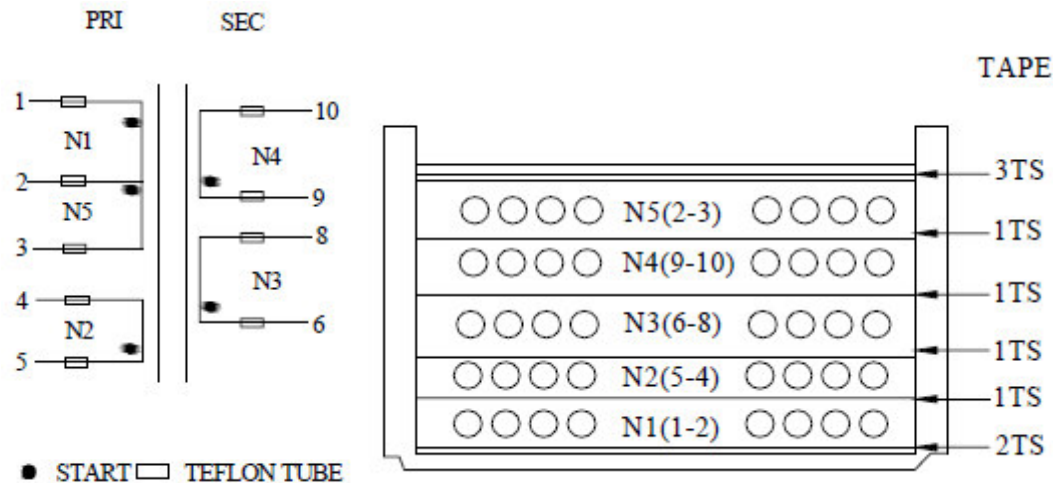 PRI SEC
TAPE
1
N1
2
N5
3
4
N2
5
10
N4
9
8
N3
6
N5(2-3)
N4(9-10)
N3(6-8)
N2(5-4)
N1(1-2)
3TS
1TS
1TS
1TS
1TS
2TS
START TEFLON TUBE